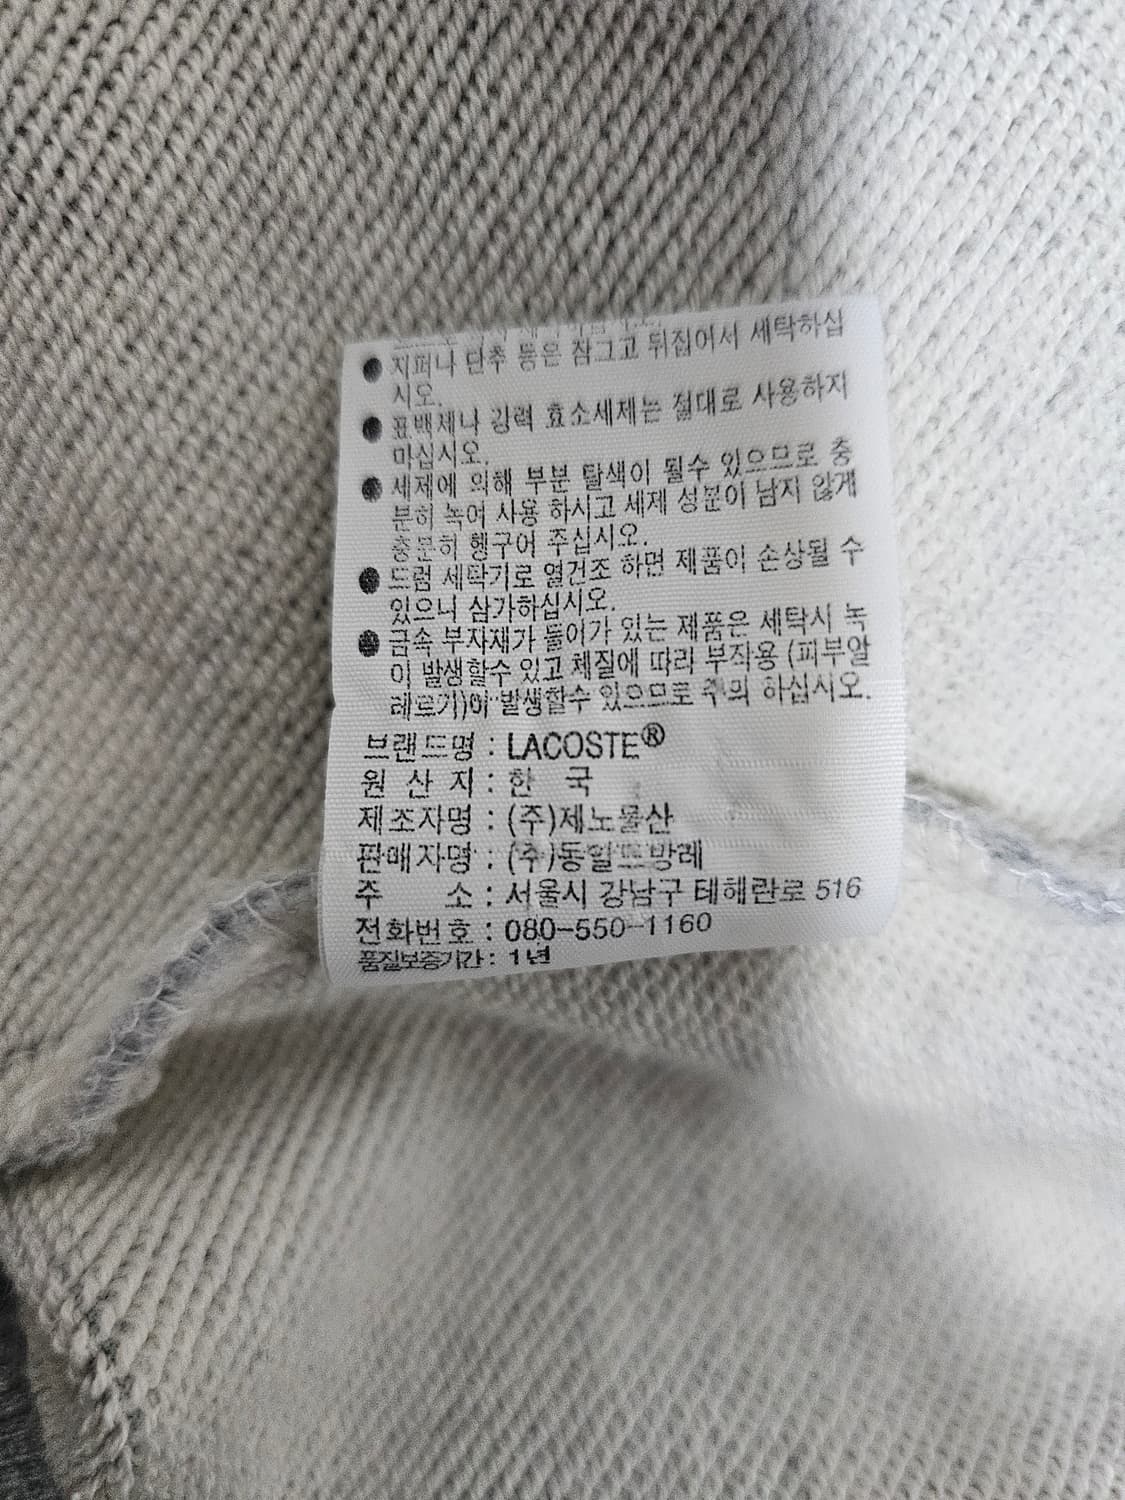 ● 지퍼나 단추 등은 잠그고 뒤집어서 세탁하십
시오.
● 표백제나 강력 효소세제는 절대로 사용하지
마십시오.
● 세제에 의해 부분 탈색이 될수 있으므로 충
분히 녹여 사용 하시고 세제 성분이 남지 않게
충분히 헹구어 주십시오.
● 드럼 세탁기로 열건조 하면 제품이 손상될 수
있으니 삼가하십시오.
● 금속 부자재가 들어가 있는 제품은 세탁시 녹
이 발생할수 있고 체질에 따라 부작용 (피부알
레르기)이 발생할수 있으므로 주의 하십시오.
브랜드명 : LACOSTE®
원 산 지 : 한 국
제조자명 : (주)제노물산
판매자명 : (주)동일드방레
주 소 : 서울시 강남구 테헤란로 516
전화번호 : 080-550-1160
품질보증기간 : 1년